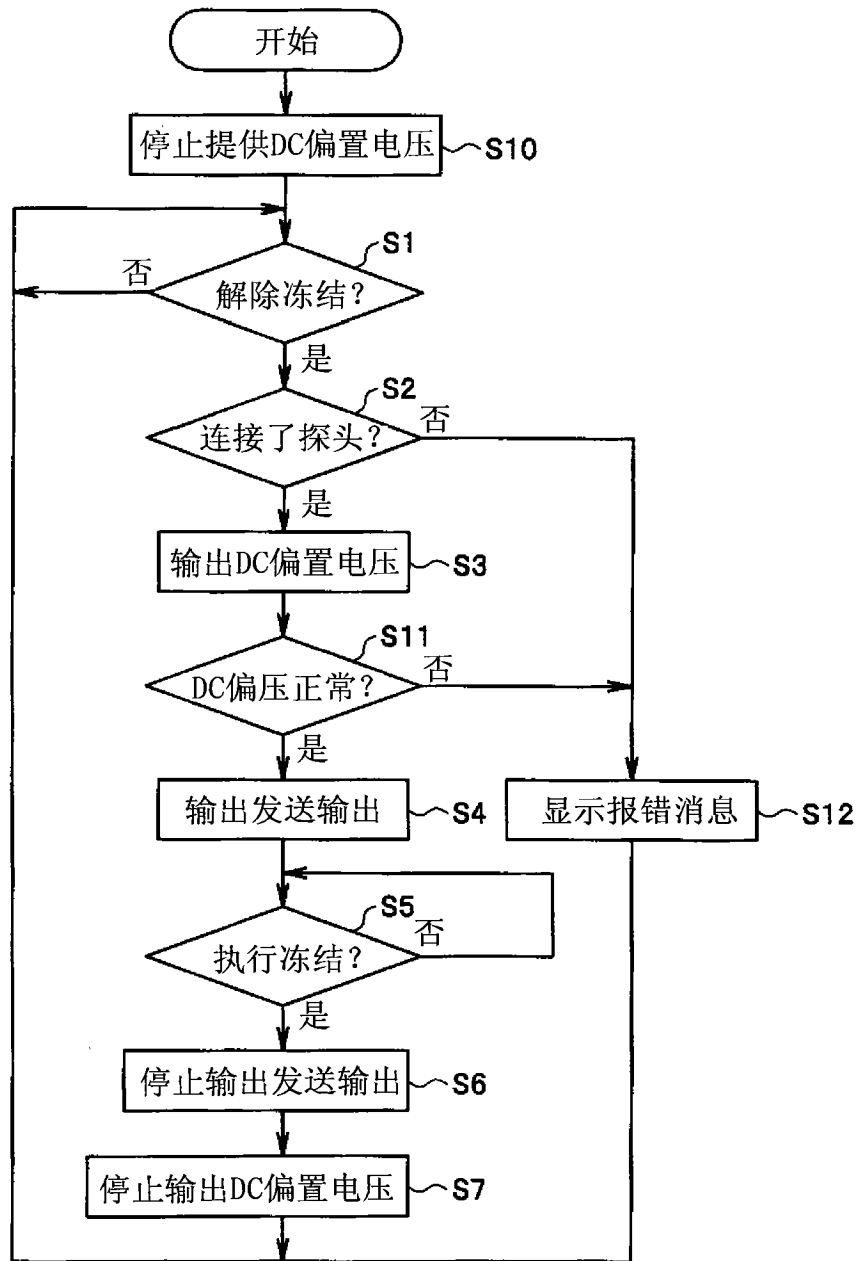 开始
停止提供DC偏置电压
S10
S1
否
解除冻结？
是
S2
否
连接了探头？
是
输出DC偏置电压
S3
S11
否
DC偏压正常？
是
输出发送输出
S4
显示报错消息
S12
S5
否
执行冻结？
是
停止输出发送输出
S6
停止输出DC偏置电压
S7